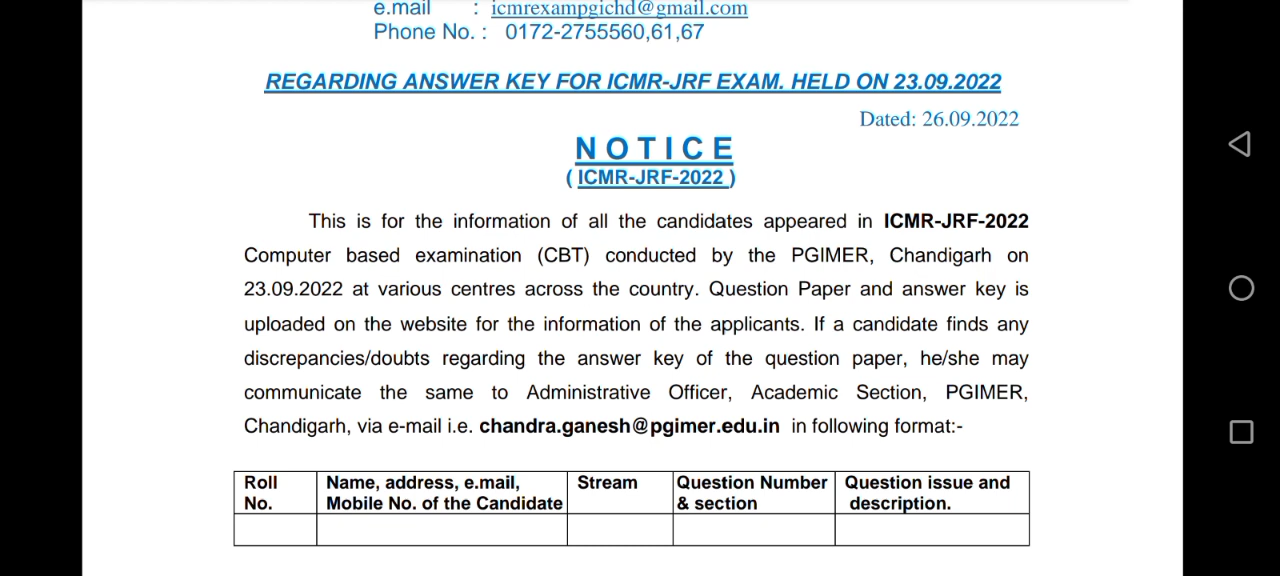 e.mail : icmrexampgichd@gmail.com
Phone No. : 0172-2755560,61,67
REGARDING ANSWER KEY FOR ICMR-JRF EXAM. HELD ON 23.09.2022
Dated: 26.09.2022
N O T I C E
( ICMR-JRF-2022 )
This is for the information of all the candidates appeared in ICMR-JRF-2022
Computer based examination (CBT) conducted by the PGIMER, Chandigarh on
23.09.2022 at various centres across the country. Question Paper and answer key is
uploaded on the website for the information of the applicants. If a candidate finds any
discrepancies/doubts regarding the answer key of the question paper, he/she may
communicate the same to Administrative Officer, Academic Section, PGIMER,
Chandigarh, via e-mail i.e. chandra.ganesh@pgimer.edu.in in following format:-
Roll No. | Name, address, e.mail, Mobile No. of the Candidate | Stream | Question Number & section | Question issue and description.